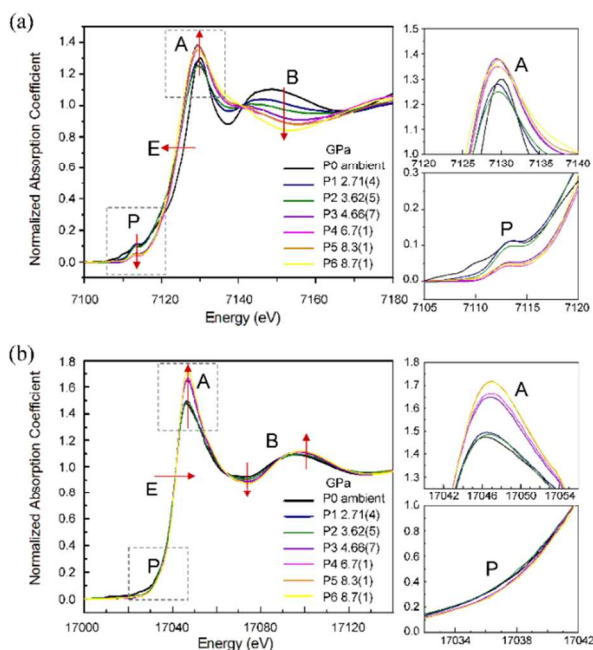 (a)
Normalized Absorption Coefficient
1.4
1.2
1.0
0.8
0.6
0.4
0.2
0.0
A
B
E
P
GPa
P0 ambient
P1 2.71(4)
P2 3.62(5)
P3 4.66(7)
P4 6.7(1)
P5 8.3(1)
P6 8.7(1)
7100 7120 7140 7160 7180
Energy (eV)
1.5
1.4
1.3
1.2
1.1
1.0
A
7120 7125 7130 7135 7140
0.3
0.2
0.1
0.0
P
7105 7110 7115 7120
(b)
Normalized Absorption Coefficient
1.8
1.6
1.4
1.2
1.0
0.8
0.6
0.4
0.2
0.0
A
B
E
P
GPa
P0 ambient
P1 2.71(4)
P2 3.62(5)
P3 4.66(7)
P4 6.7(1)
P5 8.3(1)
P6 8.7(1)
17000 17040 17080 17120
Energy (eV)
1.7
1.6
1.5
1.4
1.3
A
17042 17046 17050 17054
1.0
0.8
0.6
0.4
0.2
0.0
P
17034 17038 17042